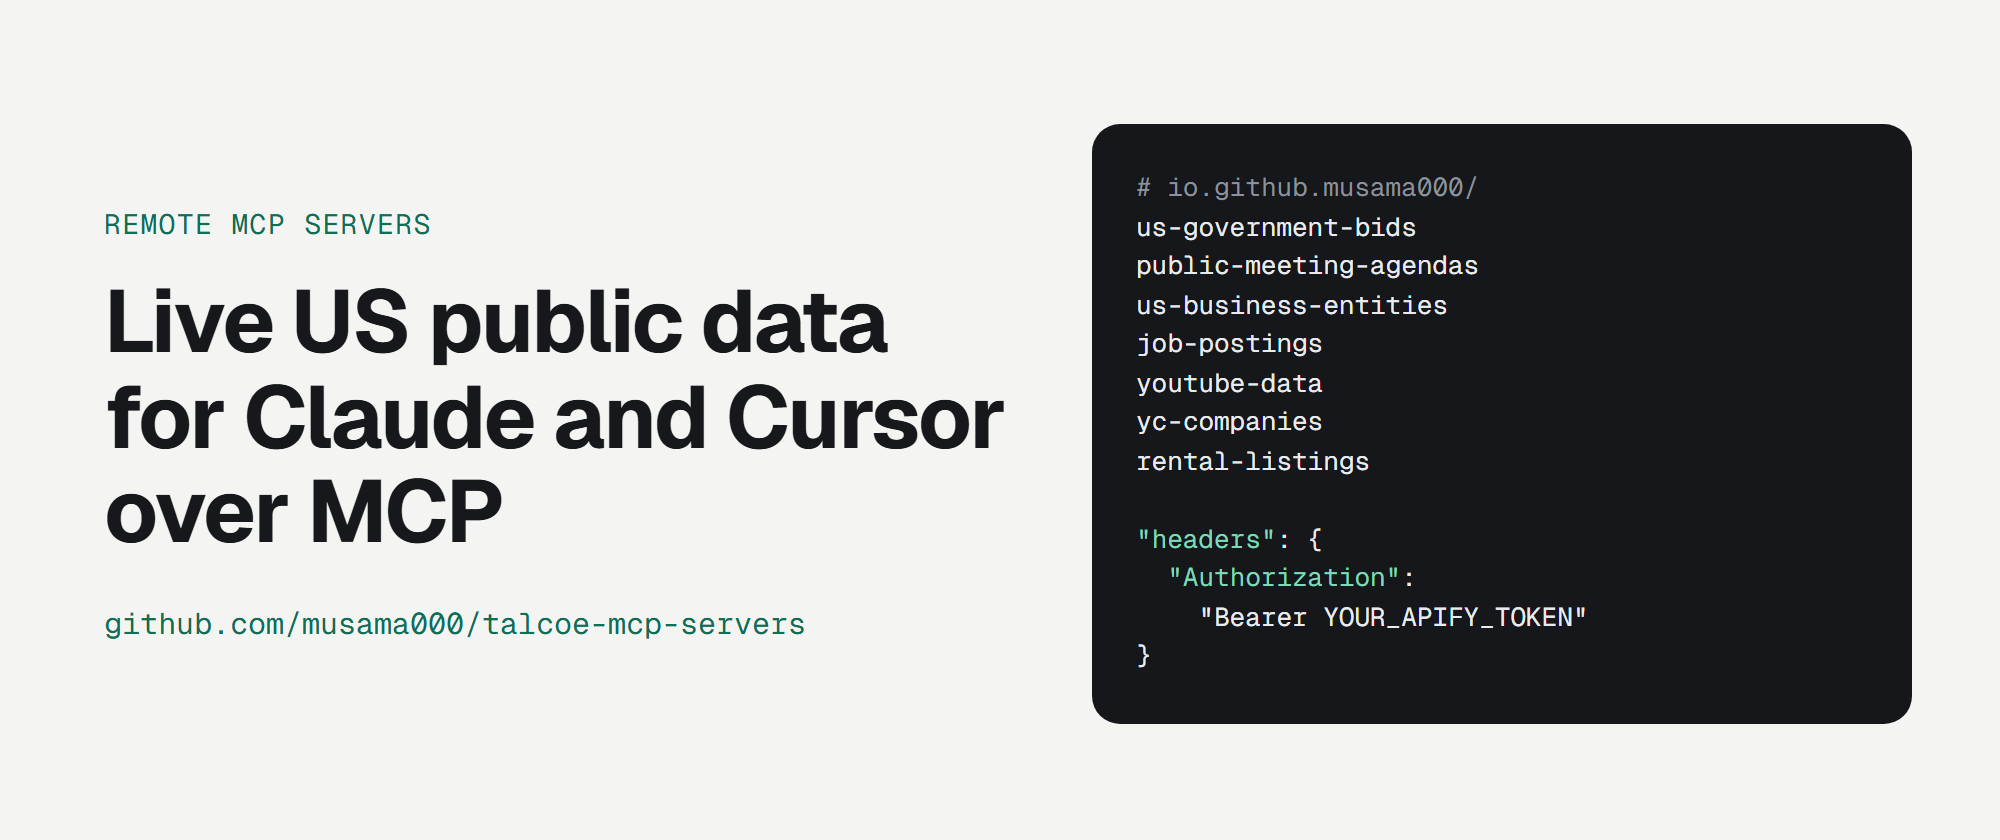 REMOTE MCP SERVERS
Live US public data
for Claude and Cursor
over MCP
github.com/musama000/talcoe-mcp-servers
# io.github.musama000/
us-government-bids
public-meeting-agendas
us-business-entities
job-postings
youtube-data
yc-companies
rental-listings
"headers": {
"Authorization":
"Bearer YOUR_APIFY_TOKEN"
}